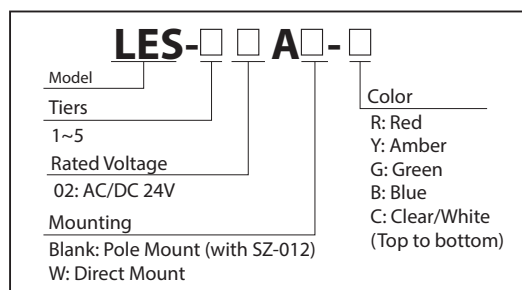 LES-□ □ A□-□
Model
Tiers
1~5
Rated Voltage
02: AC/DC 24V
Mounting
Blank: Pole Mount (with SZ-012)
W: Direct Mount
Color
R: Red
Y: Amber
G: Green
B: Blue
C: Clear/White
(Top to bottom)